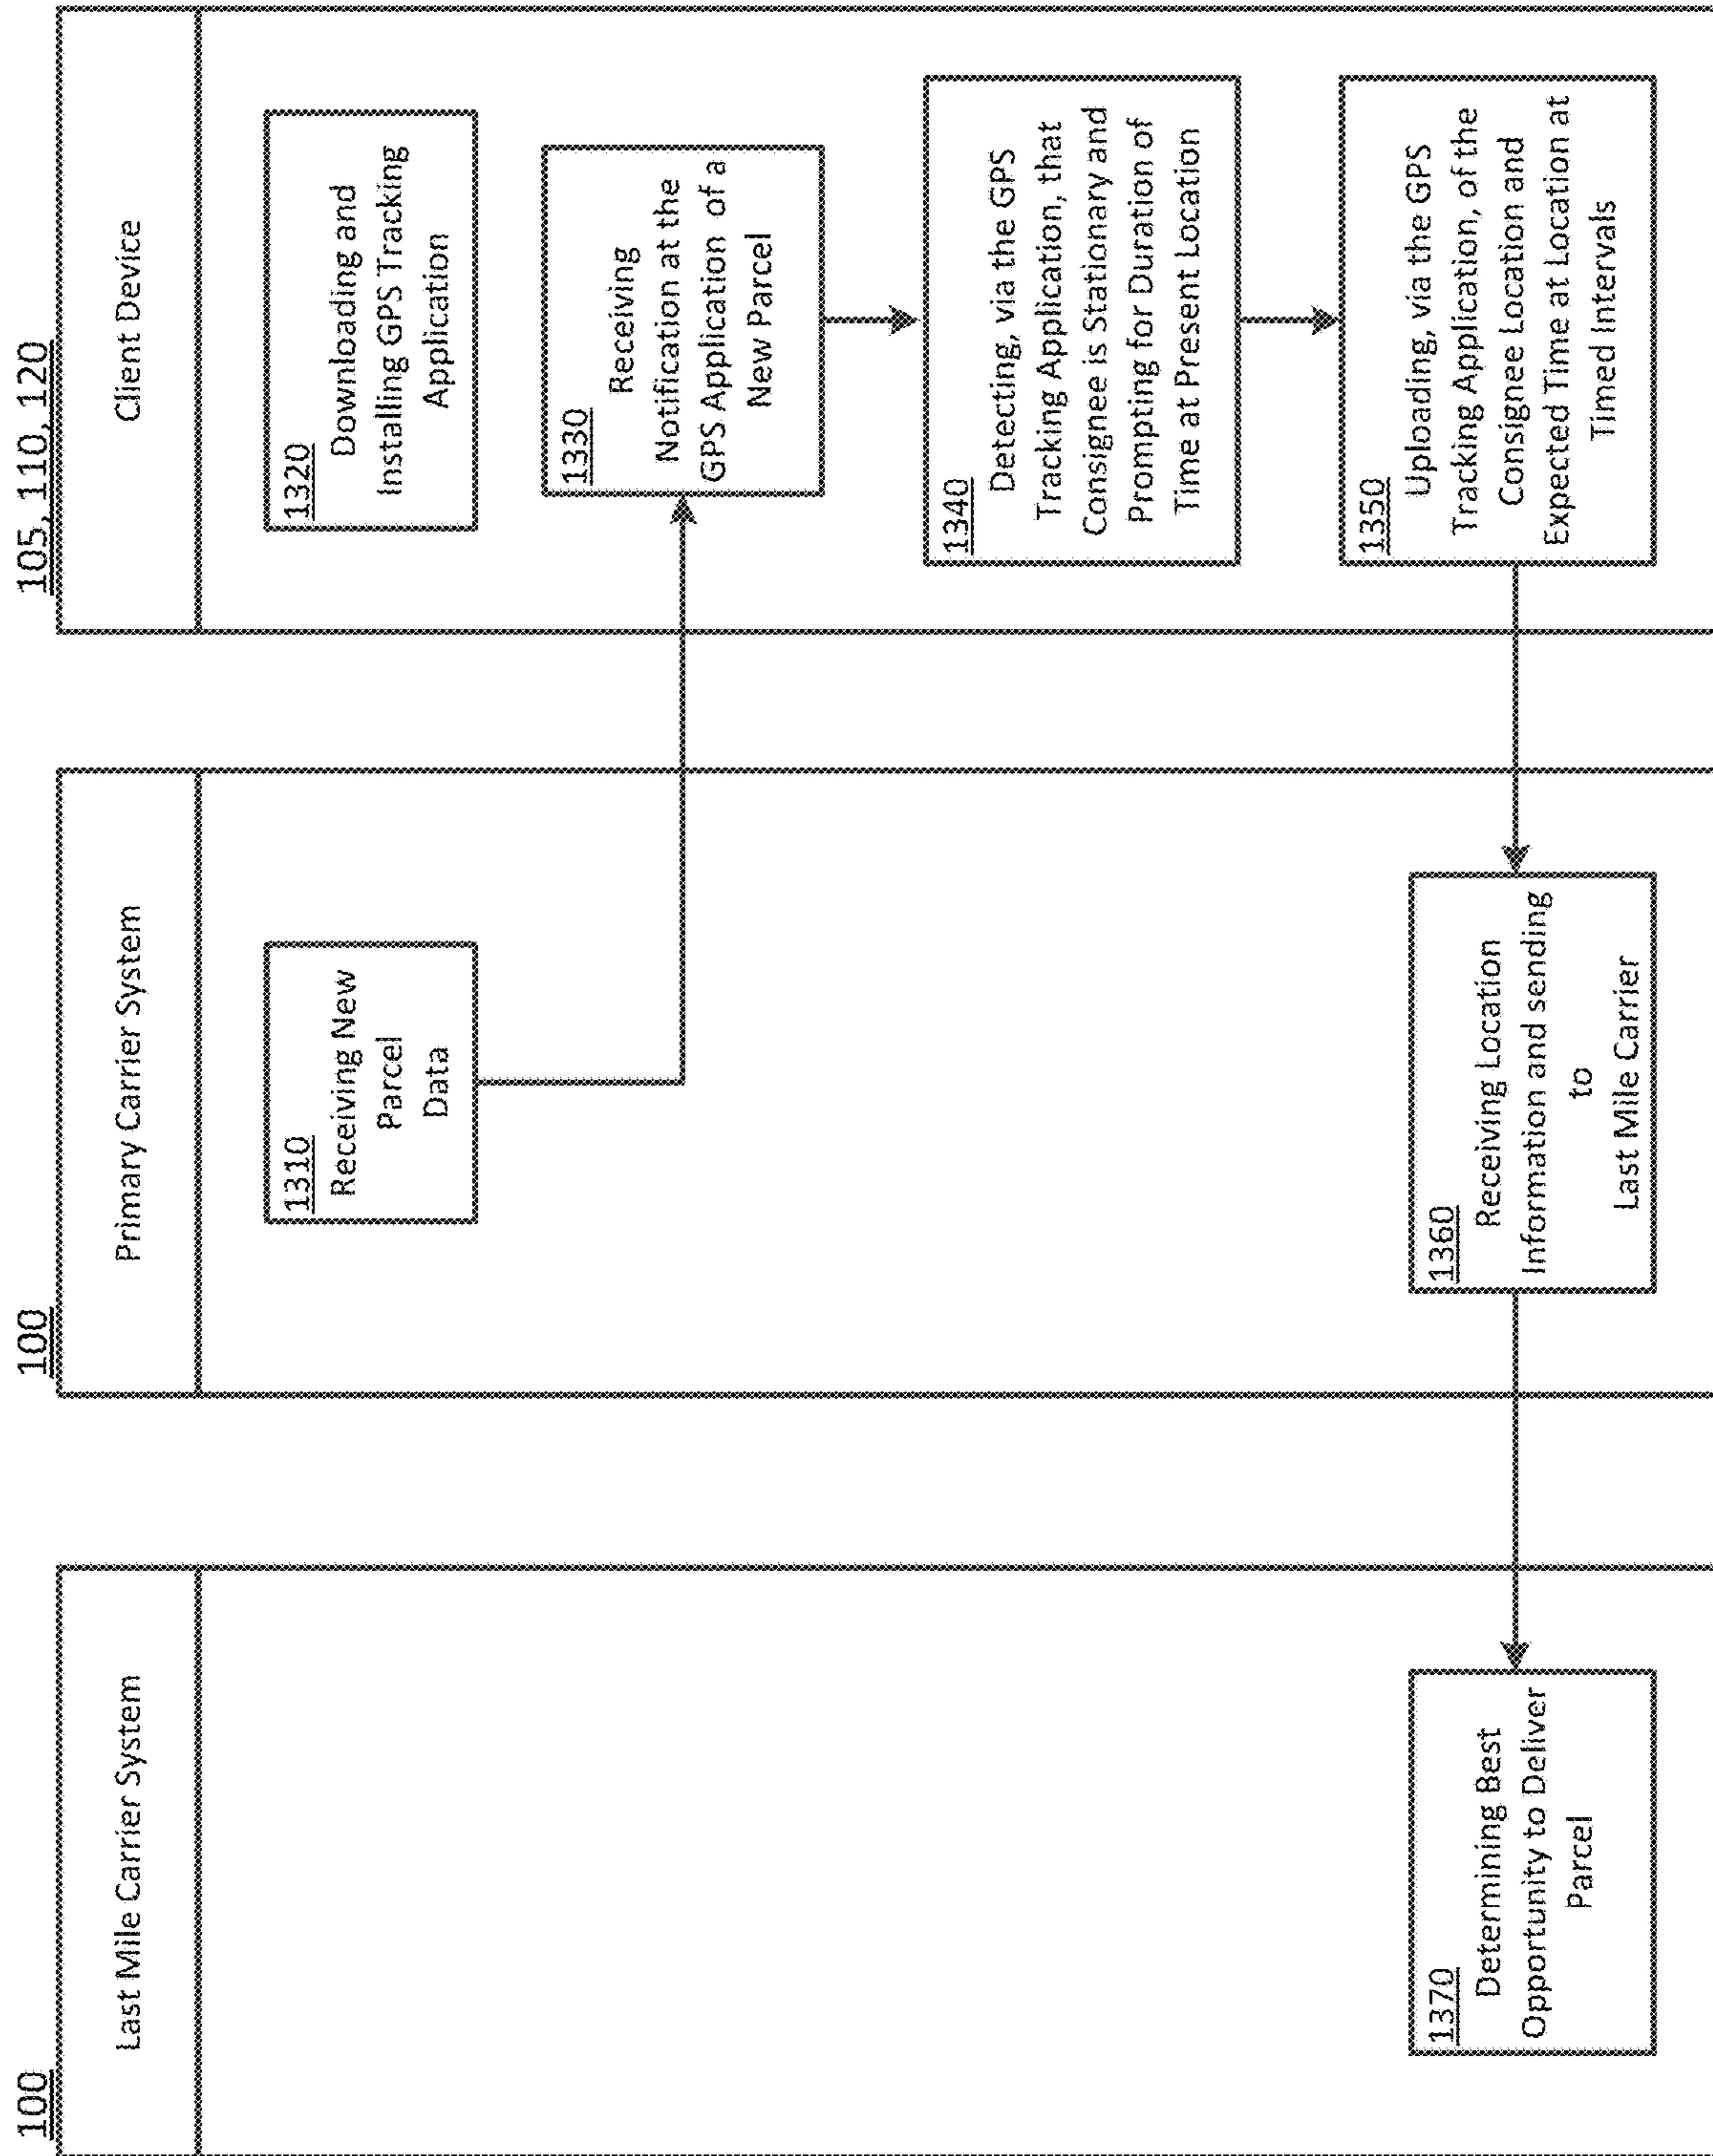 100
Last Mile Carrier System
1370
Determining Best
Opportunity to Deliver
Parcel
100
Primary Carrier System
1310
Receiving New
Parcel
Data
1360
Receiving Location
Information and sending
to
Last Mile Carrier
105, 110, 120
Client Device
1320
Downloading and
Installing GPS Tracking
Application
1330
Receiving
Notification at the
GPS Application of a
New Parcel
1340
Detecting, via the GPS
Tracking Application, that
Consignee is Stationary and
Prompting for Duration of
Time at Present Location
1350
Uploading, via the GPS
Tracking Application, of the
Consignee Location and
Expected Time at Location at
Timed Intervals